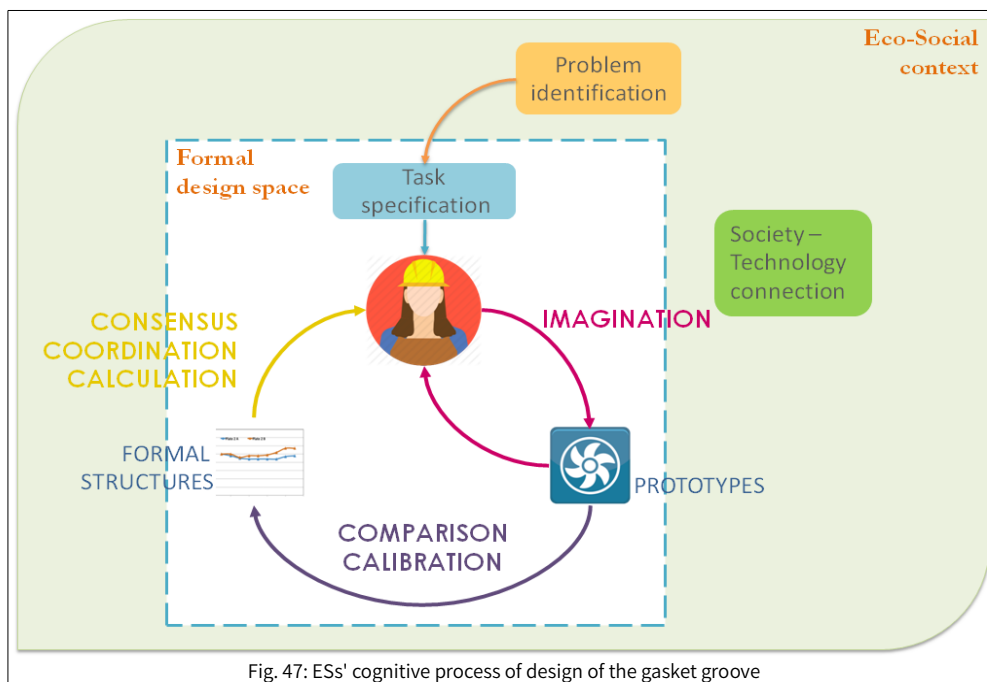 Eco-Social
context
Problem
identification
Formal
design space
Task
specification
Society –
Technology
connection
CONSENSUS
COORDINATION
CALCULATION
IMAGINATION
FORMAL
STRUCTURES
PROTOTYPES
COMPARISON
CALIBRATION
Fig. 47: ESs' cognitive process of design of the gasket groove